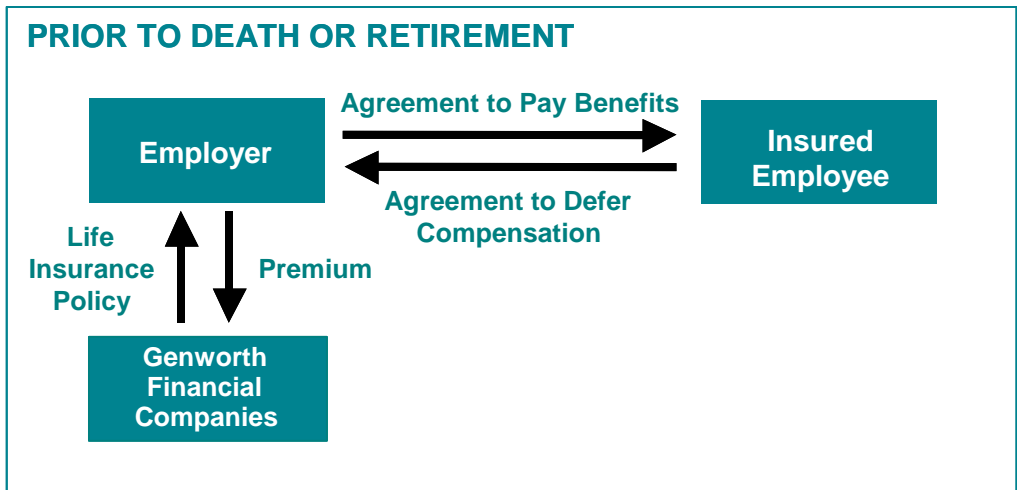 PRIOR TO DEATH OR RETIREMENT
Agreement to Pay Benefits
Employer
Insured
Employee
Agreement to Defer
Compensation
Life
Insurance
Policy
Premium
Genworth
Financial
Companies